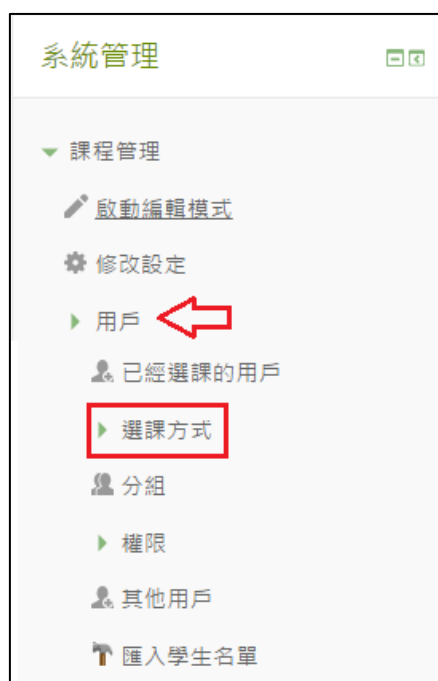 系統管理
課程管理
啟動編輯模式
修改設定
用戶
已經選課的用戶
選課方式
分組
權限
其他用戶
匯入學生名單